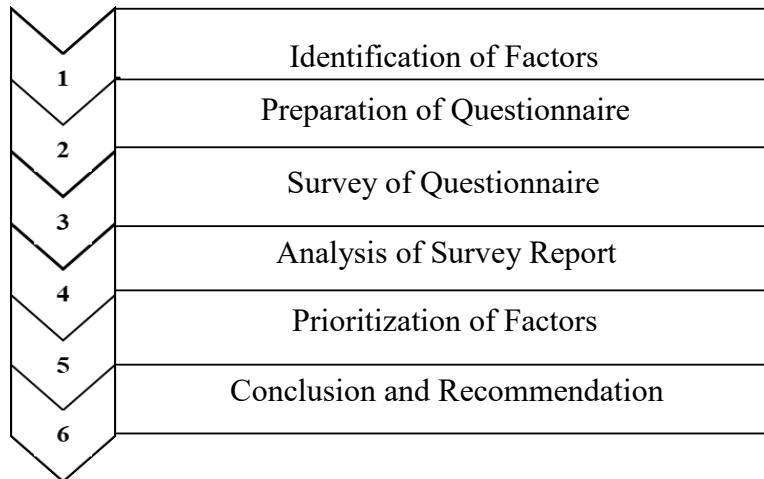 1
Identification of Factors
2
Preparation of Questionnaire
3
Survey of Questionnaire
4
Analysis of Survey Report
5
Prioritization of Factors
6
Conclusion and Recommendation